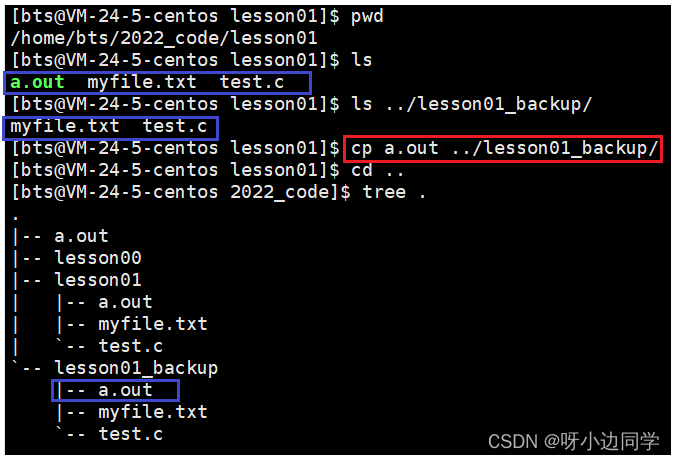 [bts@VM-24-5-centos lesson01]$ pwd
/home/bts/2022_code/lesson01
[bts@VM-24-5-centos lesson01]$ ls
a.out  myfile.txt  test.c
[bts@VM-24-5-centos lesson01]$ ls ../lesson01_backup/
myfile.txt  test.c
[bts@VM-24-5-centos lesson01]$ cp a.out ../lesson01_backup/
[bts@VM-24-5-centos lesson01]$ cd ..
[bts@VM-24-5-centos 2022_code]$ tree .
.
|-- a.out
|-- lesson00
|-- lesson01
|   |-- a.out
|   |-- myfile.txt
|   `-- test.c
`-- lesson01_backup
    |-- a.out
    |-- myfile.txt
    `-- test.c
CSDN @呀小边同学